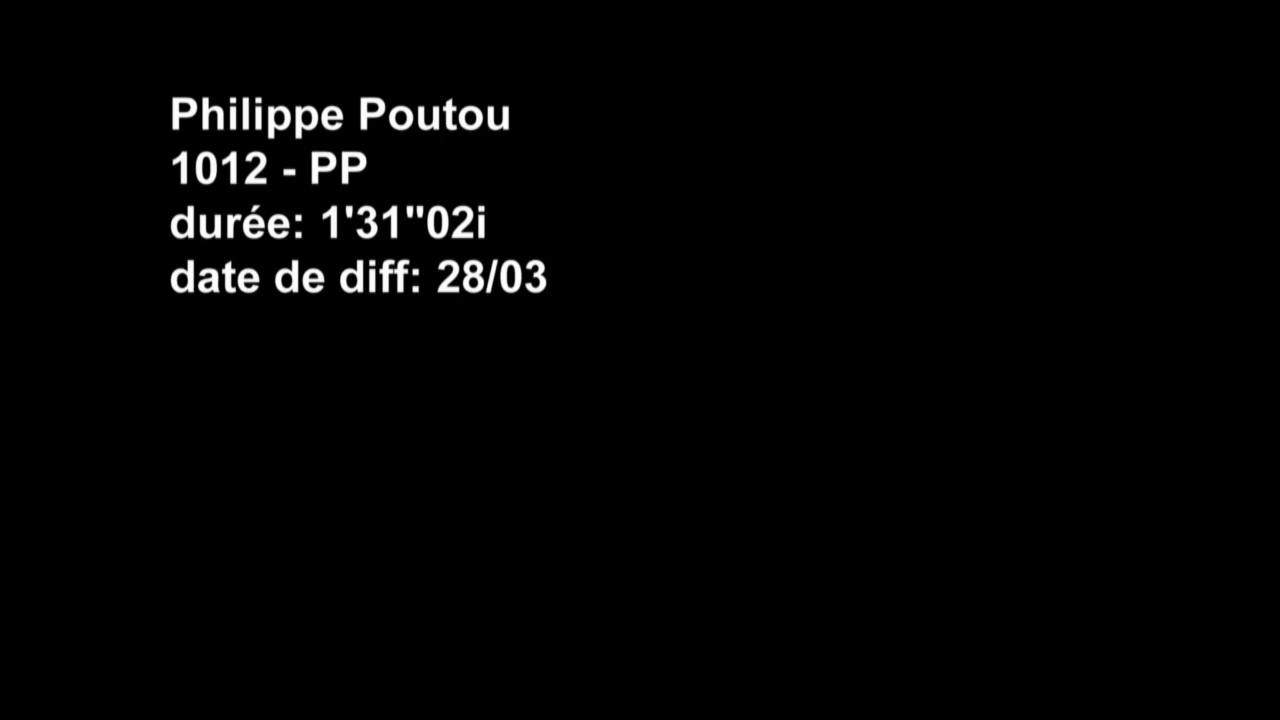 Philippe Poutou
1012 - PP
durée: 1'31"02i
date de diff: 28/03